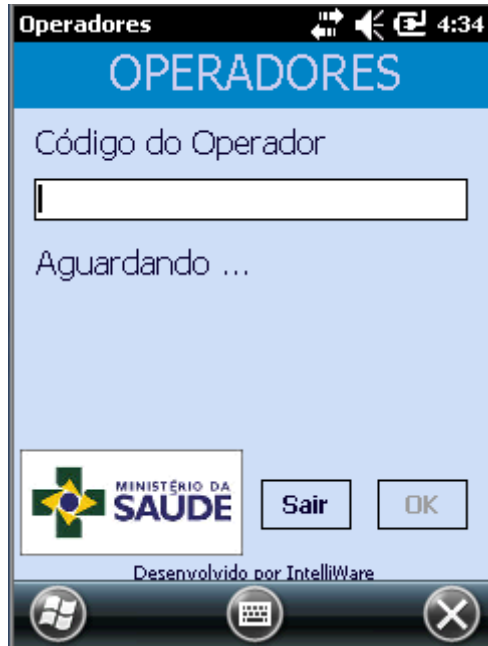 Operadores 4:34
OPERADORES
Código do Operador
Aguardando ...
MINISTÉRIO DA
SAÚDE
Sair OK
Desenvolvido por IntelliWare